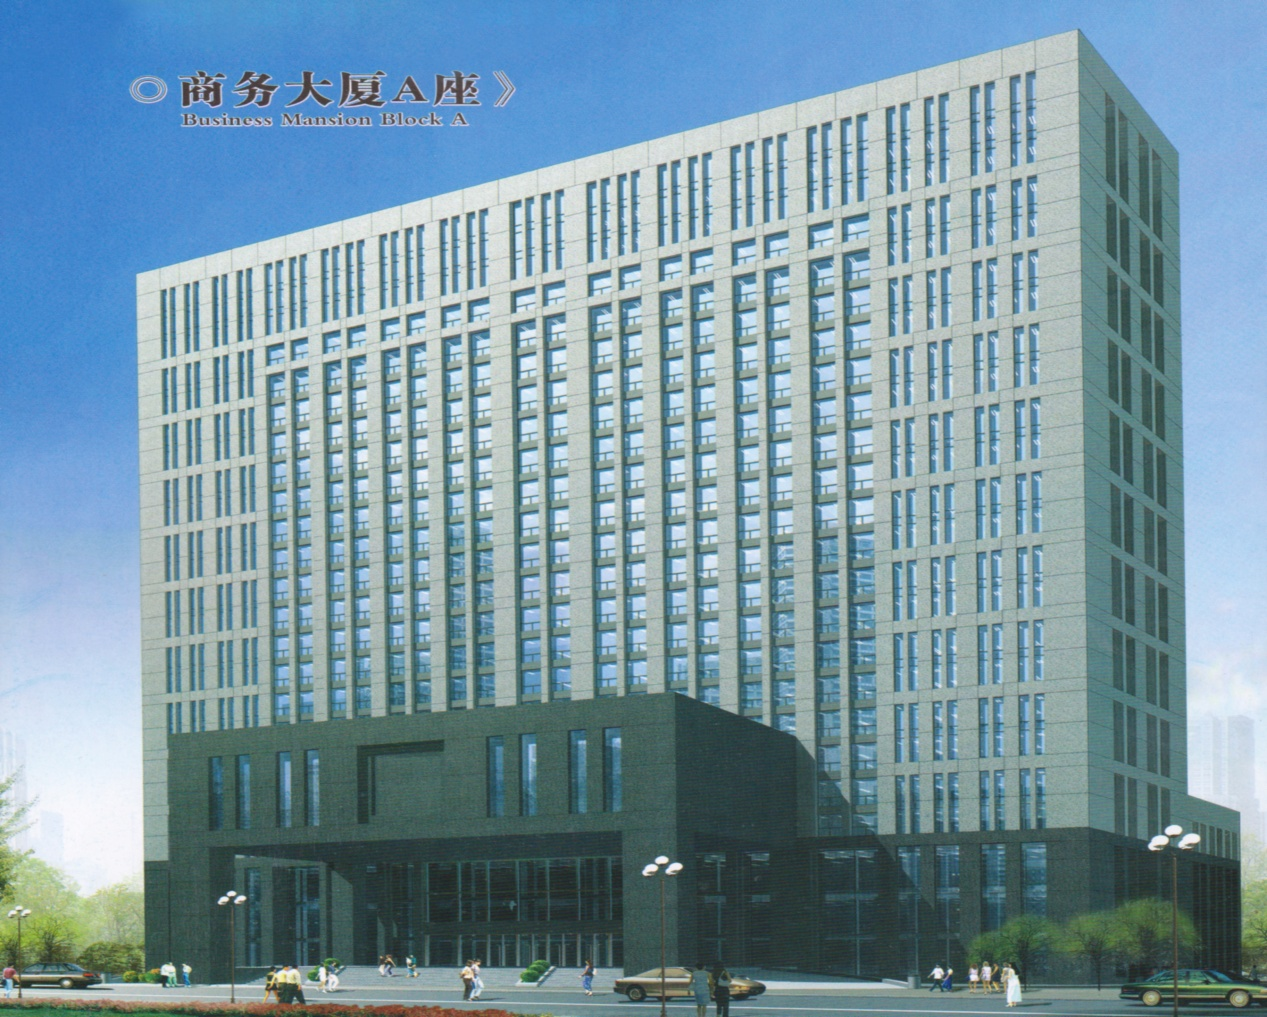 ◎ 商务大厦A座 》
Business Mansion Block A